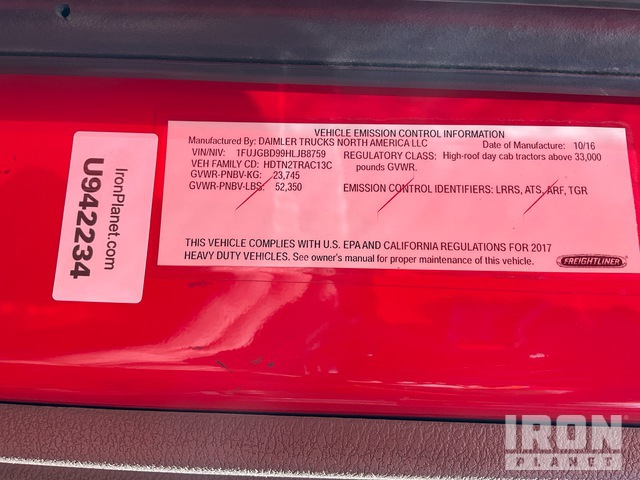 VEHICLE EMISSION CONTROL INFORMATION
Manufactured By: DAIMLER TRUCKS NORTH AMERICA LLC Date of Manufacture: 10/16
VIN/NIV: 1FUJGBD99HLJB8759 REGULATORY CLASS: High-roof day cab tractors above 33,000
VEH FAMILY CD: HDTN2TRAC13C pounds GVWR.
GVWR-PNBV-KG: 23,745
GVWR-PNBV-LBS: 52,350 EMISSION CONTROL IDENTIFIERS: LRRS, ATS, ARF, TGR
THIS VEHICLE COMPLIES WITH U.S. EPA AND CALIFORNIA REGULATIONS FOR 2017
HEAVY DUTY VEHICLES. See owner's manual for proper maintenance of this vehicle.
FREIGHTLINER
IronPlanet.com
U942234
IRON
PLANET